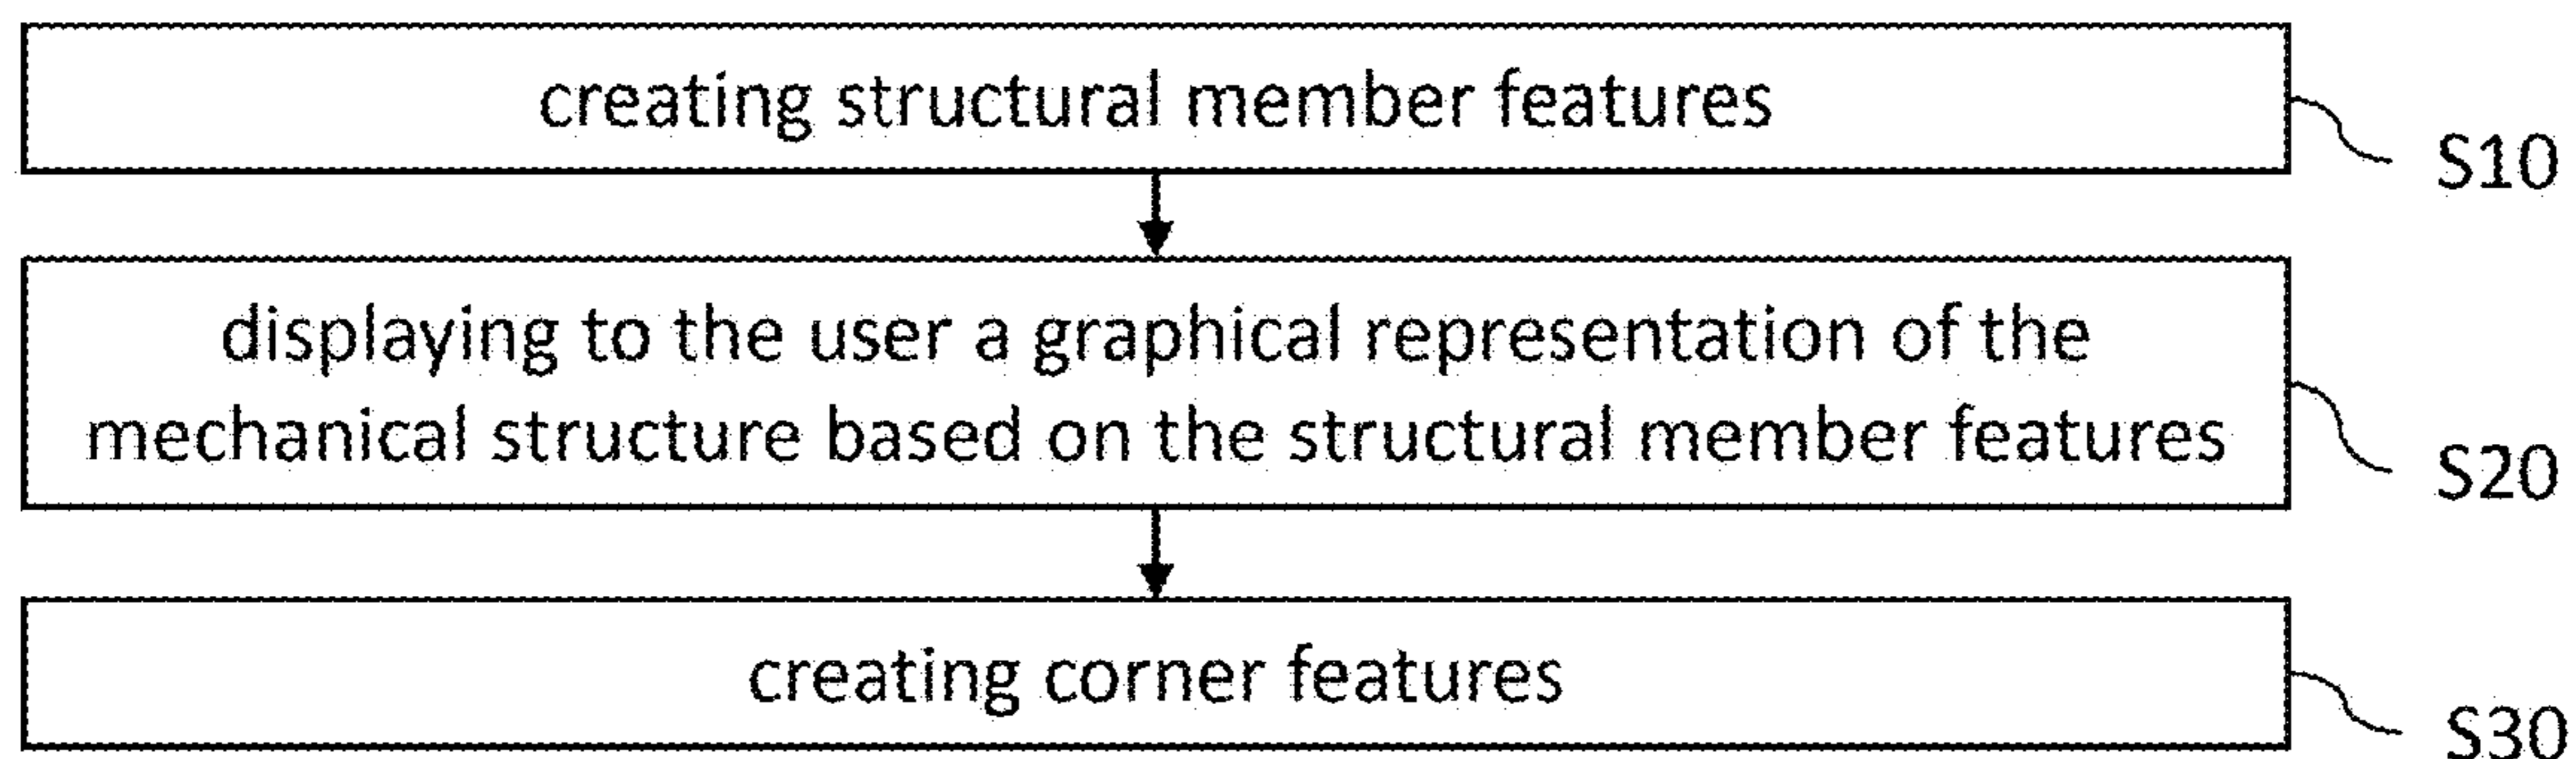 creating structural member features
S10
displaying to the user a graphical representation of the
mechanical structure based on the structural member features
S20
creating corner features
S30